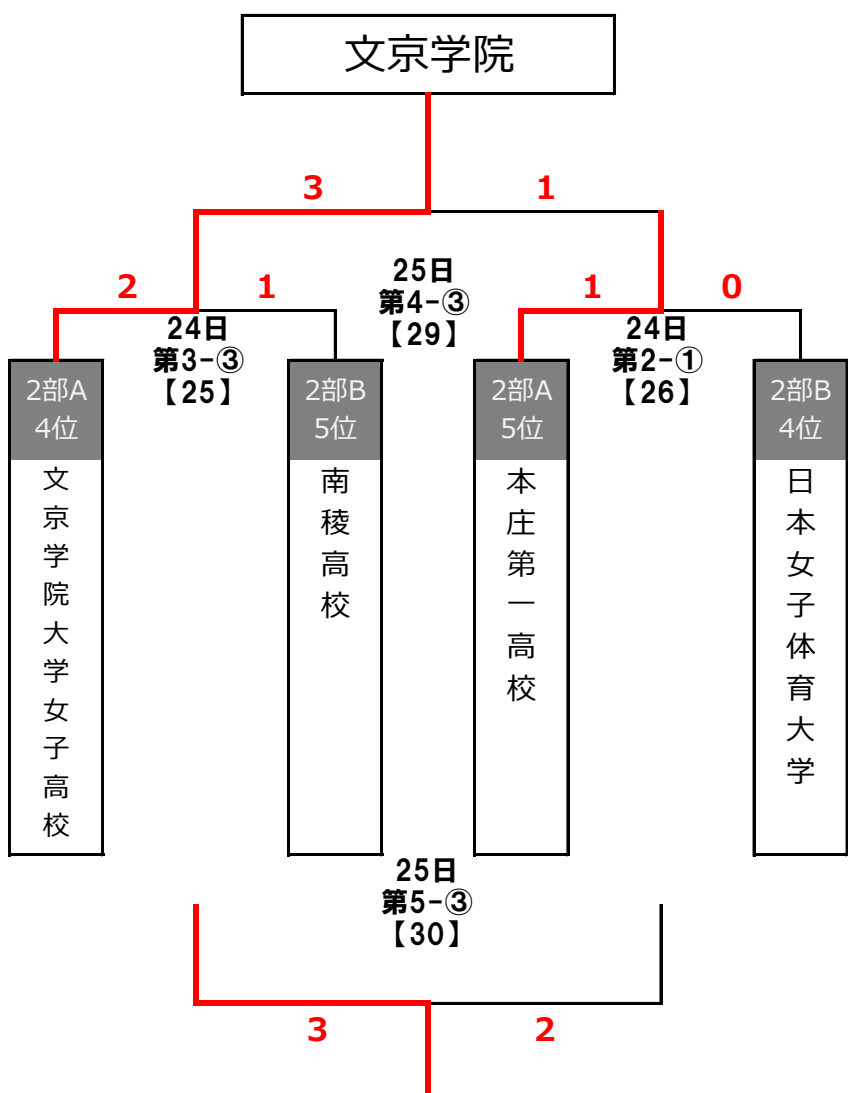 文京学院
3
1
2
1
25日
第4-③
【29】
1
0
24日
第3-③
【25】
24日
第2-①
【26】
2部A
4位
文京学院大学女子高校
2部B
5位
南稜高校
2部A
5位
本庄第一高校
2部B
4位
日本女子体育大学
25日
第5-③
【30】
3
2